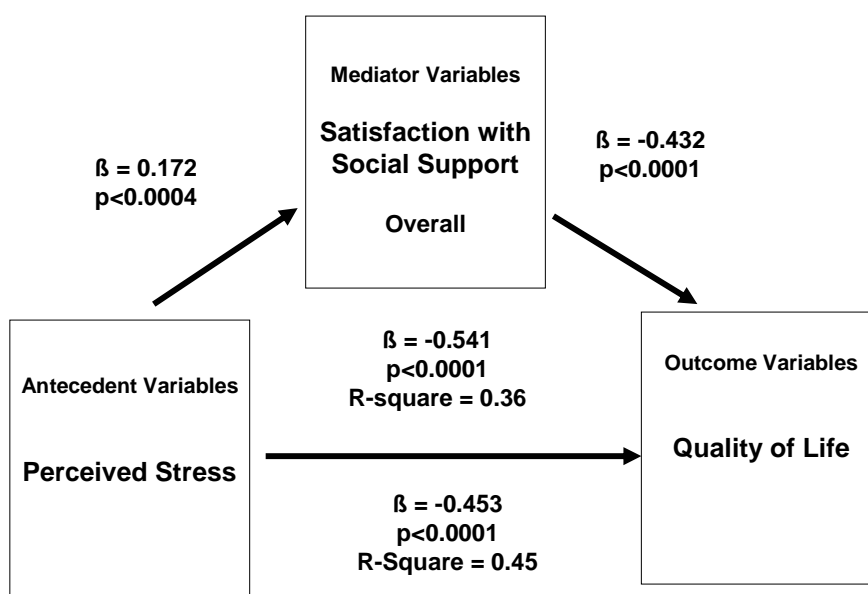 Mediator Variables
Satisfaction with
Social Support
Overall
ß = 0.172
p<0.0004
ß = -0.432
p<0.0001
Antecedent Variables
Perceived Stress
ß = -0.541
p<0.0001
R-square = 0.36
ß = -0.453
p<0.0001
R-Square = 0.45
Outcome Variables
Quality of Life